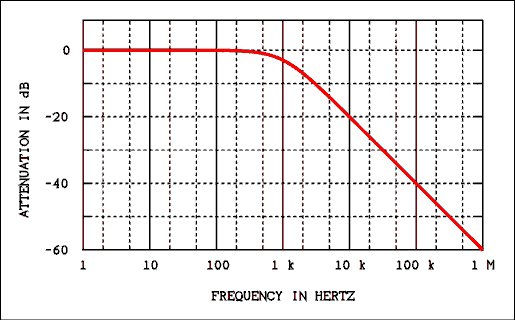 0
-20
-40
-60
ATTENUATION IN dB
1 10 100 1 k 10 k 100 k 1 M
FREQUENCY IN HERTZ